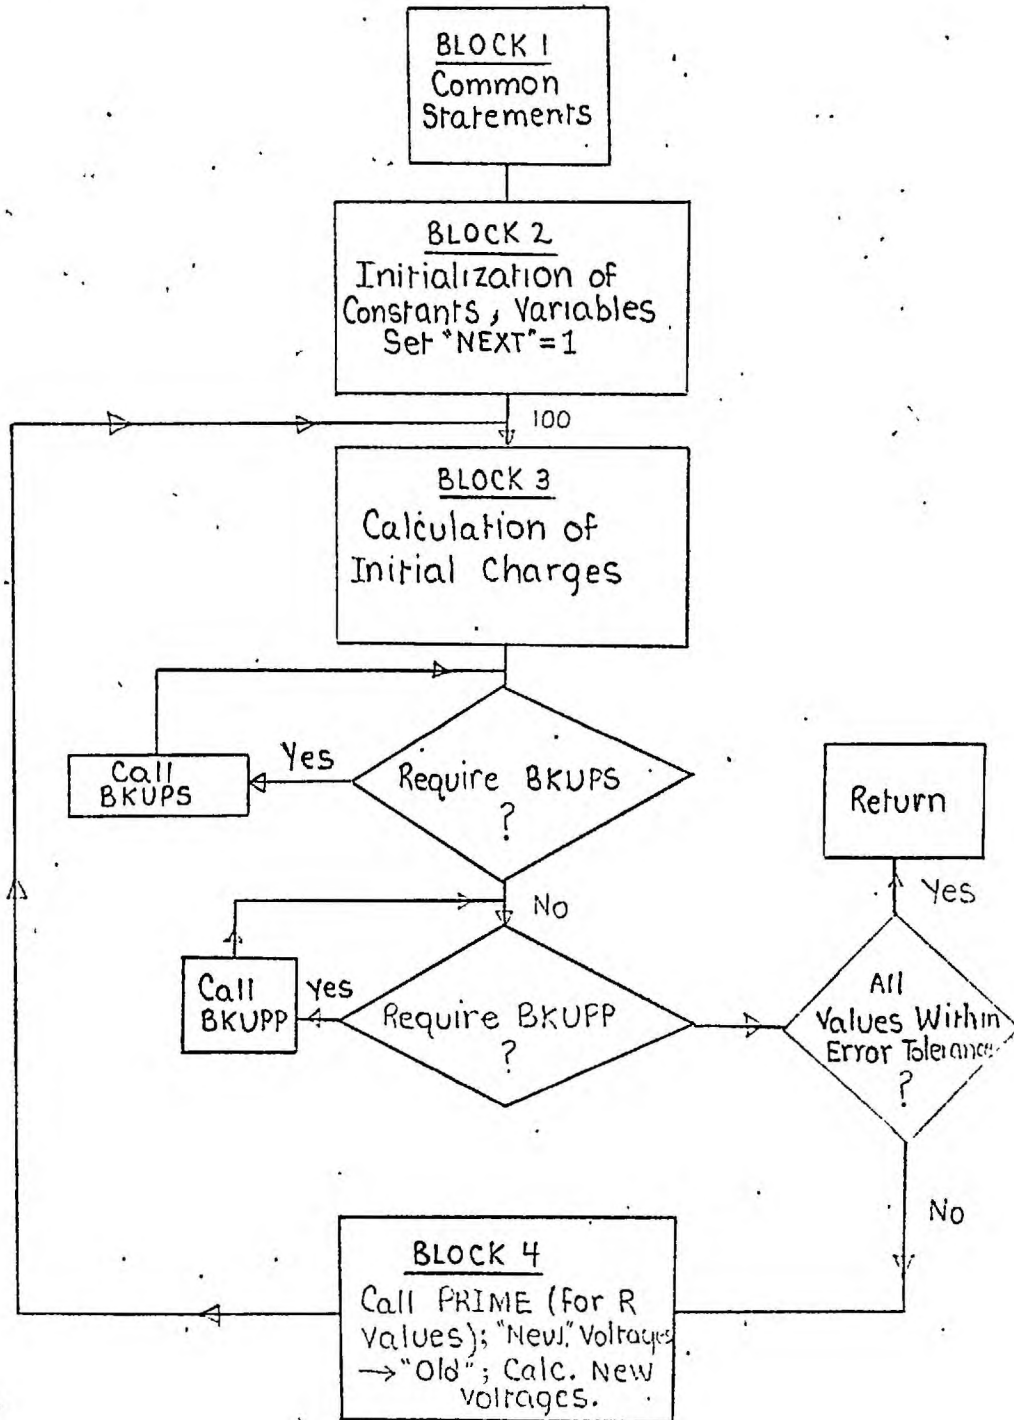 BLOCK 1
Common
Statements
BLOCK 2
Initialization of
Constants, Variables
Set "NEXT"=1
100
BLOCK 3
Calculation of
Initial Charges
Require BKUPS
?
Yes
Call
BKUPS
No
Require BKUFP
?
Yes
Call
BKUPP
All
Values Within
Error Tolerance
?
Yes
Return
No
BLOCK 4
Call PRIME (for R
values); "New" Voltages
→"Old"; Calc. New
Voltages.